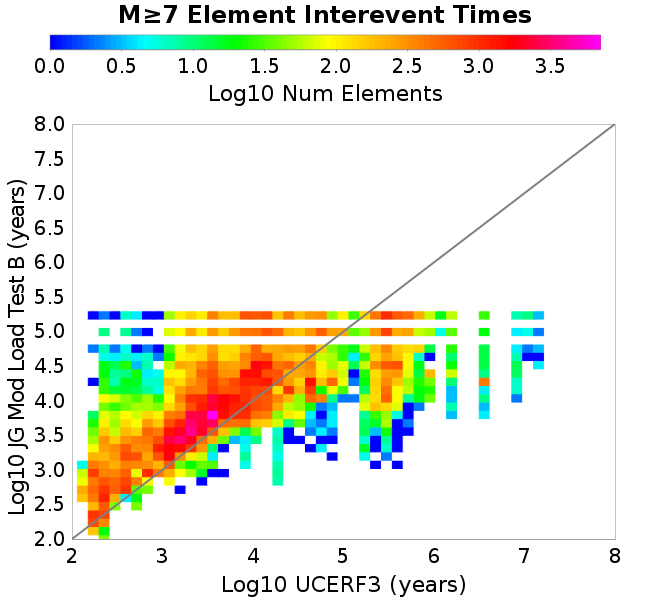 M≥7 Element Interevent Times
0.0 0.5 1.0 1.5 2.0 2.5 3.0 3.5
Log10 Num Elements
8.0
7.5
7.0
6.5
6.0
5.5
5.0
4.5
4.0
3.5
3.0
2.5
2.0
Log10 JG Mod Load Test B (years)
2 3 4 5 6 7 8
Log10 UCERF3 (years)